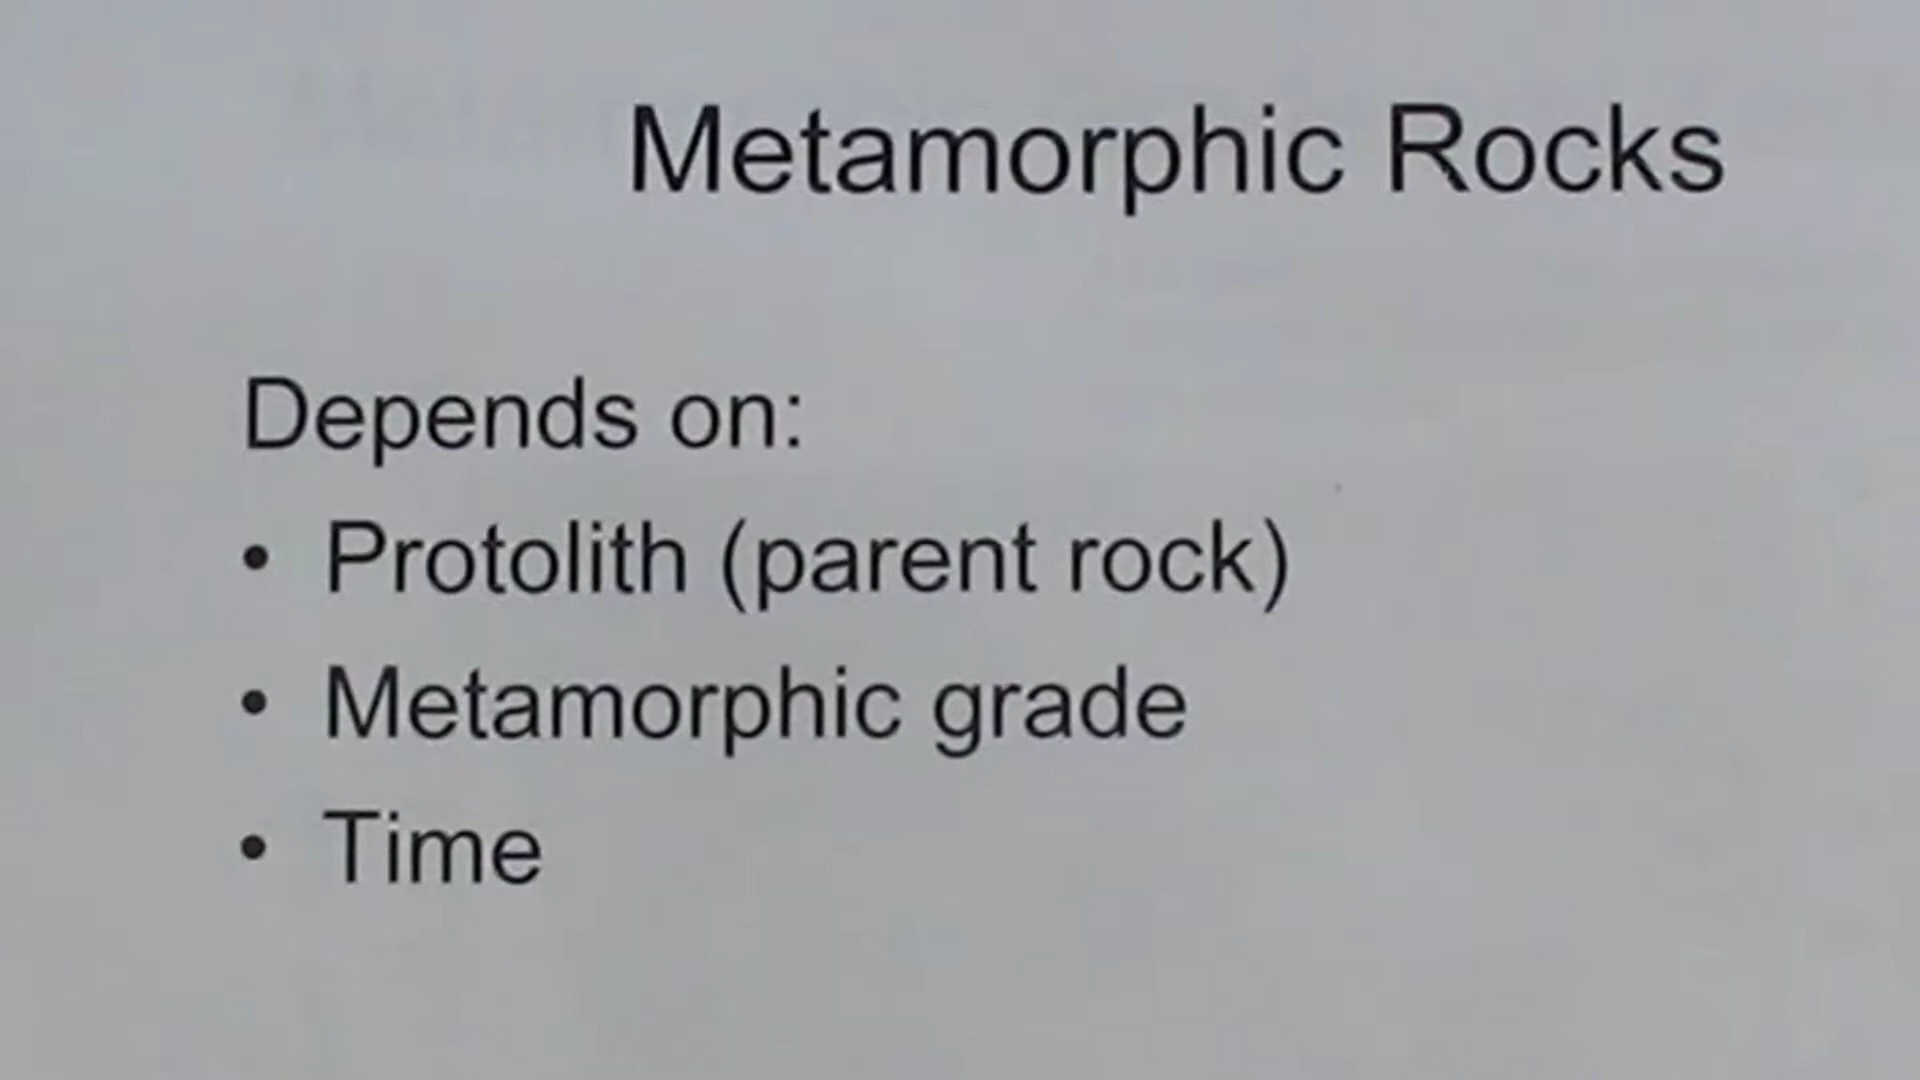 Metamorphic Rocks
Depends on:
• Protolith (parent rock)
• Metamorphic grade
• Time